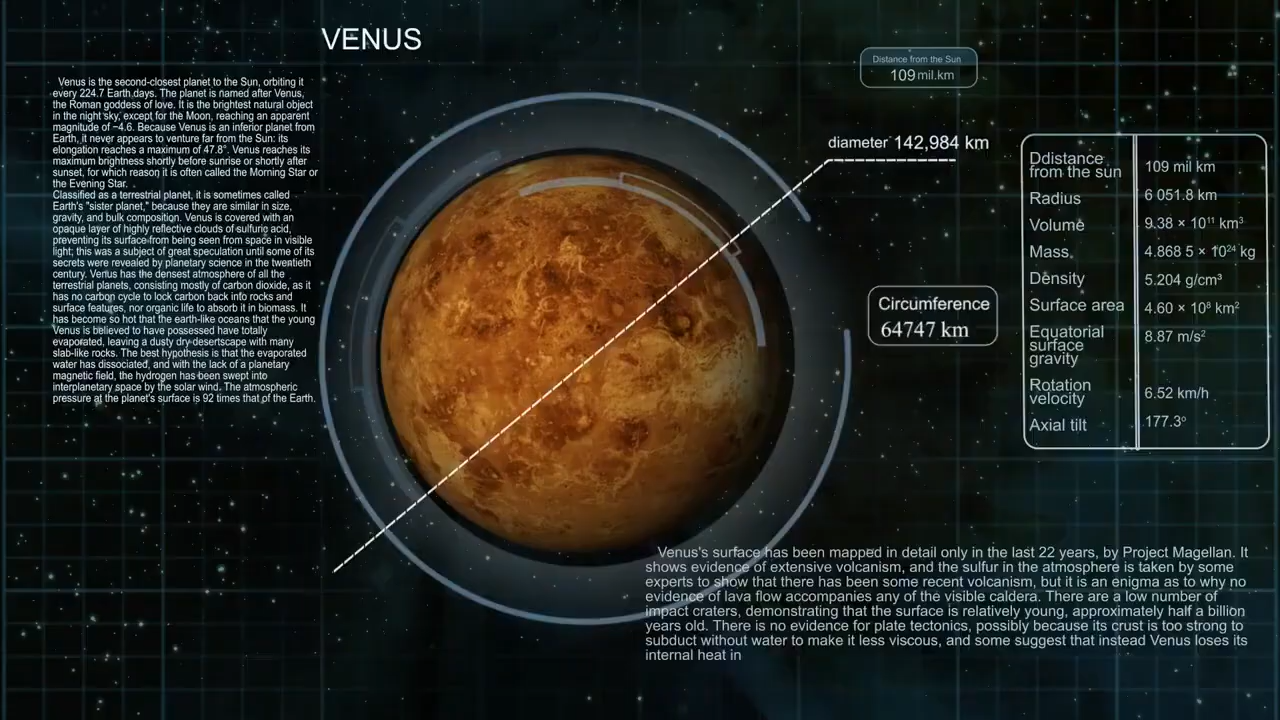 VENUS
Venus is the second-closest planet to the Sun, orbiting it
every 224.7 Earth days. The planet is named after Venus,
the Roman goddess of love. It is the brightest natural object
in the night sky, except for the Moon, reaching an apparent
magnitude of −4.6. Because Venus is an inferior planet from
Earth, it never appears to venture far from the Sun: its
elongation reaches a maximum of 47.8°. Venus reaches its
maximum brightness shortly before sunrise or shortly after
sunset, for which reason it is often called the Morning Star or
the Evening Star.
Classified as a terrestrial planet, it is sometimes called
Earth's "sister planet," because they are similar in size,
gravity, and bulk composition. Venus is covered with an
opaque layer of highly reflective clouds of sulfuric acid,
preventing its surface from being seen from space in visible
light; this was a subject of great speculation until some of its
secrets were revealed by planetary science in the twentieth
century. Venus has the densest atmosphere of all the
terrestrial planets, consisting mostly of carbon dioxide, as it
has no carbon cycle to lock carbon back into rocks and
surface features, nor organic life to absorb it in biomass. It
has become so hot that the earth-like oceans that the young
Venus is believed to have possessed have totally
evaporated, leaving a dusty dry desertscape with many
slab-like rocks. The best hypothesis is that the evaporated
water has dissociated, and with the lack of a planetary
magnetic field, the hydrogen has been swept into
interplanetary space by the solar wind. The atmospheric
pressure at the planet's surface is 92 times that of the Earth.
Distance from the Sun
109 mil.km
diameter 142,984 km
Circumference
64747 km
Ddistance
from the sun 109 mil km
Radius 6 051.8 km
Volume 9.38 × 10¹¹ km³
Mass 4.868 5 × 10²⁴ kg
Density 5.204 g/cm³
Surface area 4.60 × 10⁸ km²
Equatorial 8.87 m/s²
surface
gravity
Rotation
velocity 6.52 km/h
Axial tilt 177.3°
Venus's surface has been mapped in detail only in the last 22 years, by Project Magellan. It
shows evidence of extensive volcanism, and the sulfur in the atmosphere is taken by some
experts to show that there has been some recent volcanism, but it is an enigma as to why no
evidence of lava flow accompanies any of the visible caldera. There are a low number of
impact craters, demonstrating that the surface is relatively young, approximately half a billion
years old. There is no evidence for plate tectonics, possibly because its crust is too strong to
subduct without water to make it less viscous, and some suggest that instead Venus loses its
internal heat in